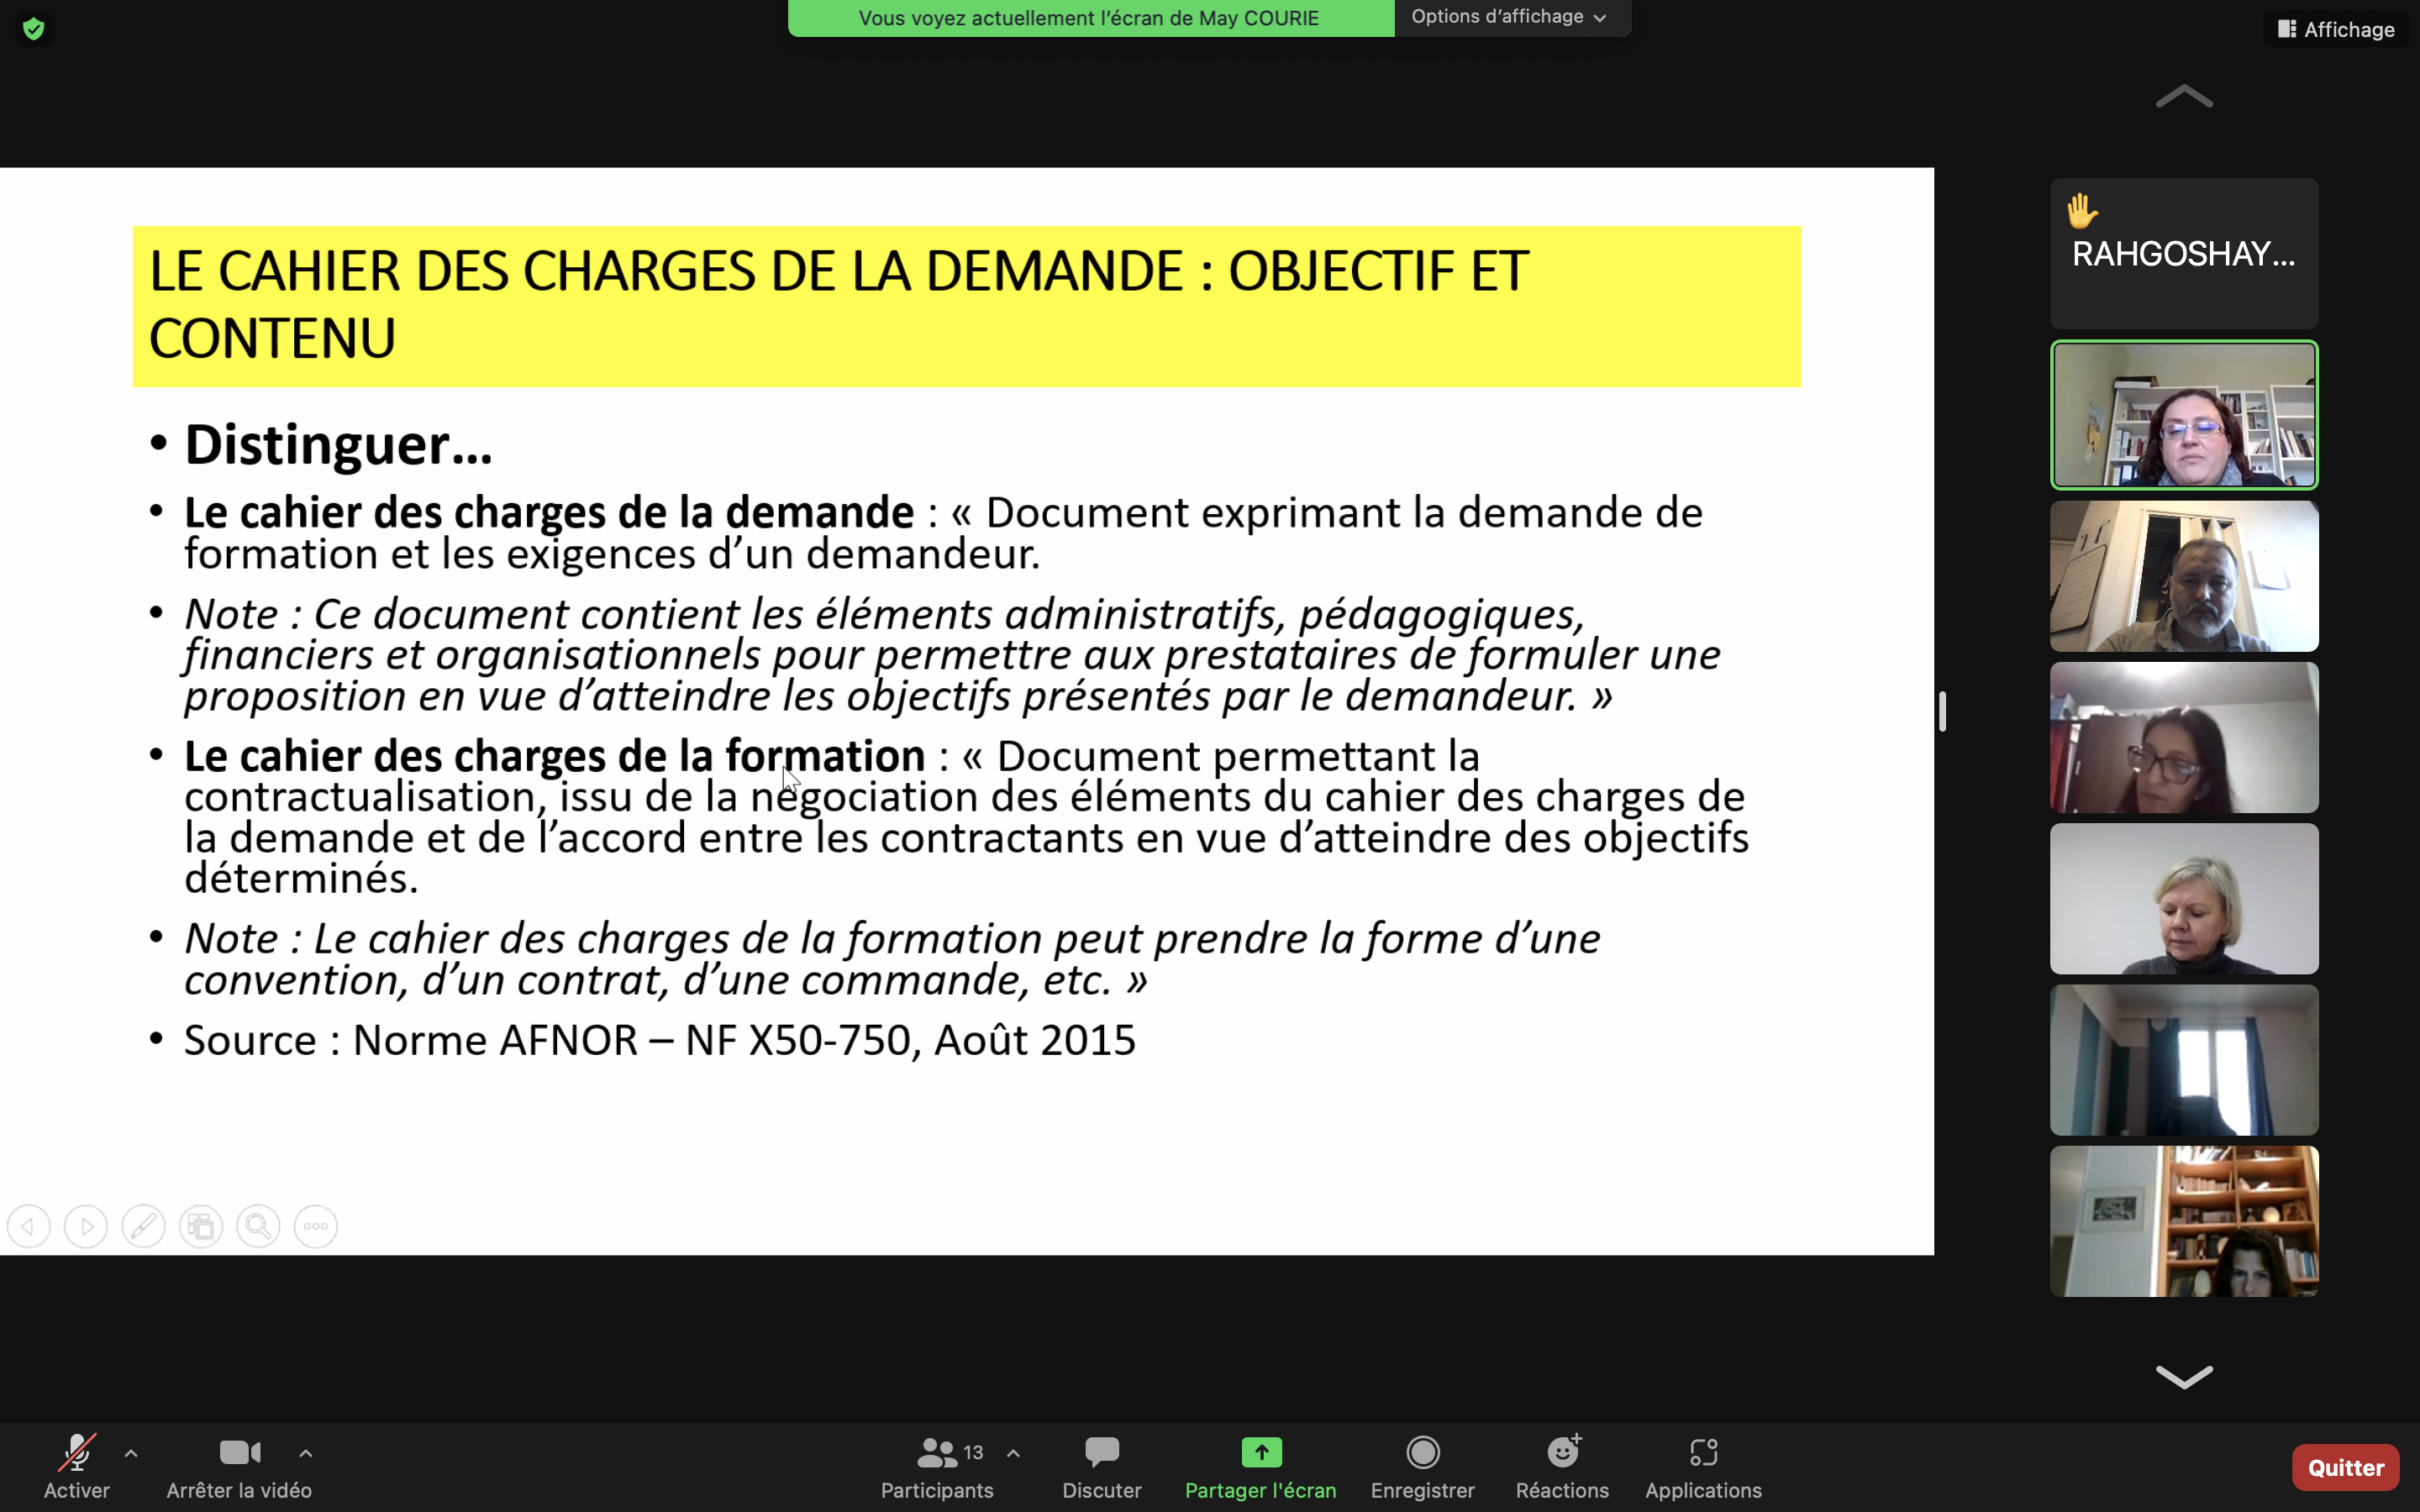 Vous voyez actuellement l’écran de May COURIE
Options d’affichage
Affichage
RAHGOSHAY...
LE CAHIER DES CHARGES DE LA DEMANDE : OBJECTIF ET
CONTENU
• Distinguer...
• Le cahier des charges de la demande : « Document exprimant la demande de
formation et les exigences d’un demandeur.
• Note : Ce document contient les éléments administratifs, pédagogiques,
financiers et organisationnels pour permettre aux prestataires de formuler une
proposition en vue d’atteindre les objectifs présentés par le demandeur. »
• Le cahier des charges de la formation : « Document permettant la
contractualisation, issu de la négociation des éléments du cahier des charges de
la demande et de l’accord entre les contractants en vue d’atteindre des objectifs
déterminés.
• Note : Le cahier des charges de la formation peut prendre la forme d’une
convention, d’un contrat, d’une commande, etc. »
• Source : Norme AFNOR – NF X50-750, Août 2015
13
Activer
Arrêter la vidéo
Participants
Discuter
Partager l'écran
Enregistrer
Réactions
Applications
Quitter